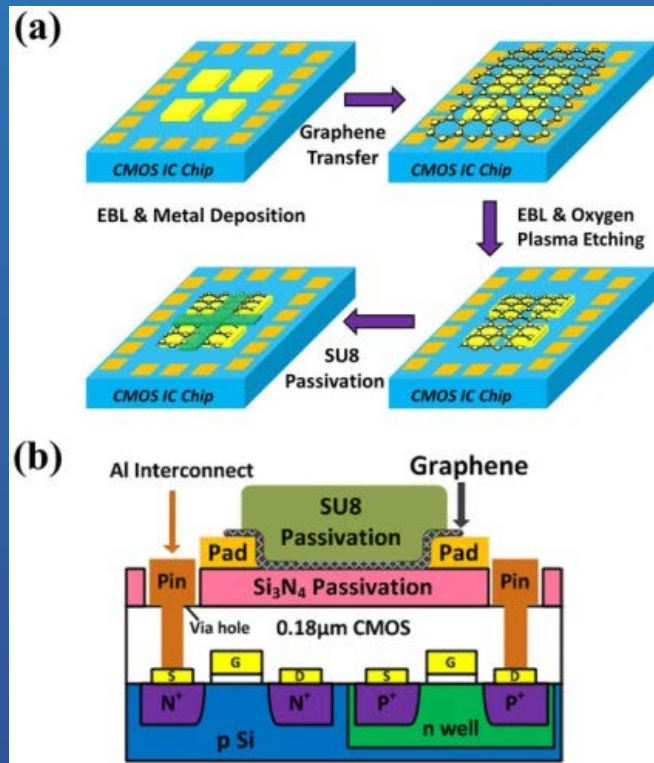 (a)
CMOS IC Chip
Graphene
Transfer
CMOS IC Chip
EBL & Metal Deposition
EBL & Oxygen
Plasma Etching
CMOS IC Chip
SU8
Passivation
CMOS IC Chip
(b)
Al Interconnect
Graphene
SU8
Passivation
Pad
Pad
Pin
Si₃N₄ Passivation
Pin
Via hole
0.18μm CMOS
S
G
D
S
G
D
N⁺
N⁺
P⁺
P⁺
p Si
n well